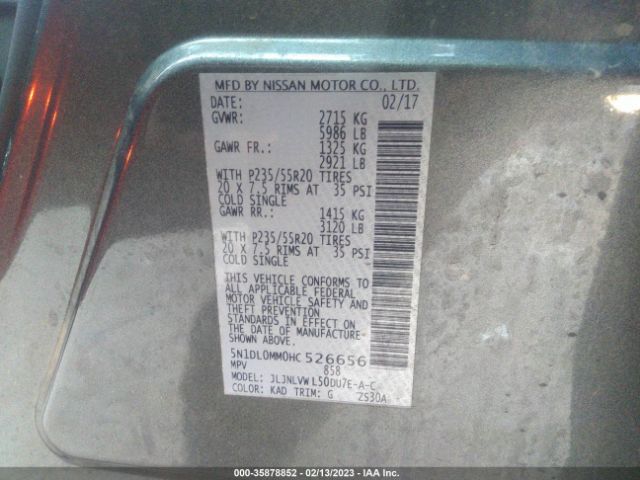 MFD BY NISSAN MOTOR CO., LTD.
DATE: 02/17
GVWR: 2715 KG
5986 LB
GAWR FR.: 1325 KG
2921 LB
WITH P235/55R20 TIRES
20 X 7.5 RIMS AT 35 PSI
COLD SINGLE
GAWR RR.: 1415 KG
3120 LB
WITH P235/55R20 TIRES
20 X 7.5 RIMS AT 35 PSI
COLD SINGLE
THIS VEHICLE CONFORMS TO
ALL APPLICABLE FEDERAL
MOTOR VEHICLE SAFETY AND
THEFT PREVENTION
STANDARDS IN EFFECT ON
THE DATE OF MANUFACTURE
SHOWN ABOVE.
5N1DL0MM0HC 526656
MPV 858
MODEL: JLJNLVW L50DU7E-A-C
COLOR: KAD TRIM: G ZS30A
000-35878852 - 02/13/2023 - IAA Inc.